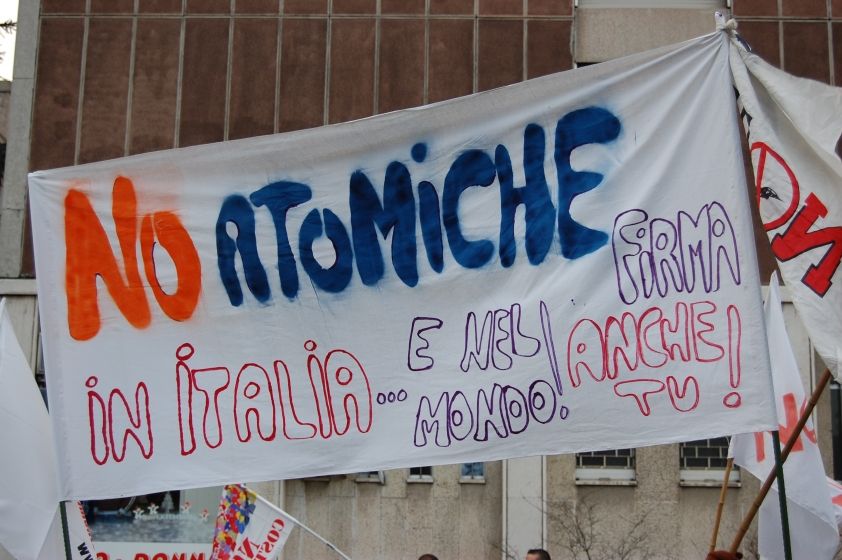 NO ATOMiCHE
iN iTALiA...
E NEL
MONDO!
FiRMA
ANCHE
TU!